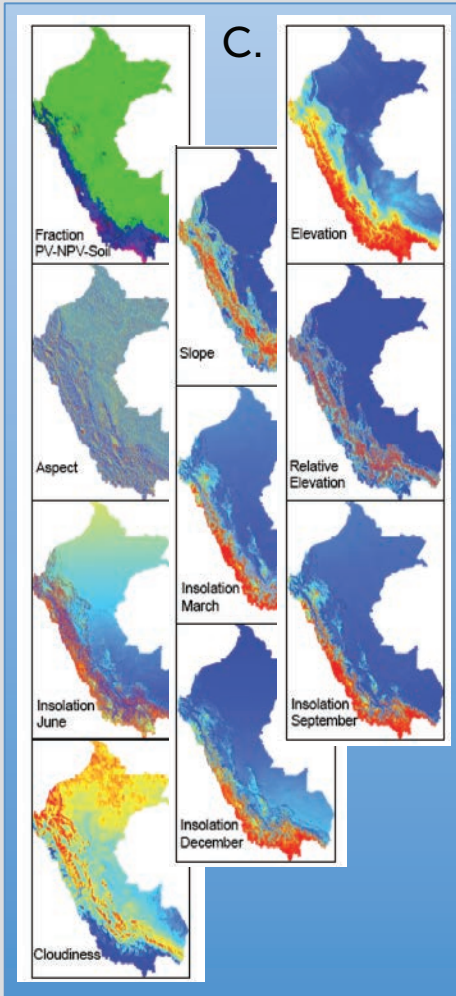 C.
Fraction
PV-NPV-Soil
Aspect
Insolation
June
Cloudiness
Slope
Insolation
March
Insolation
December
Elevation
Relative
Elevation
Insolation
September